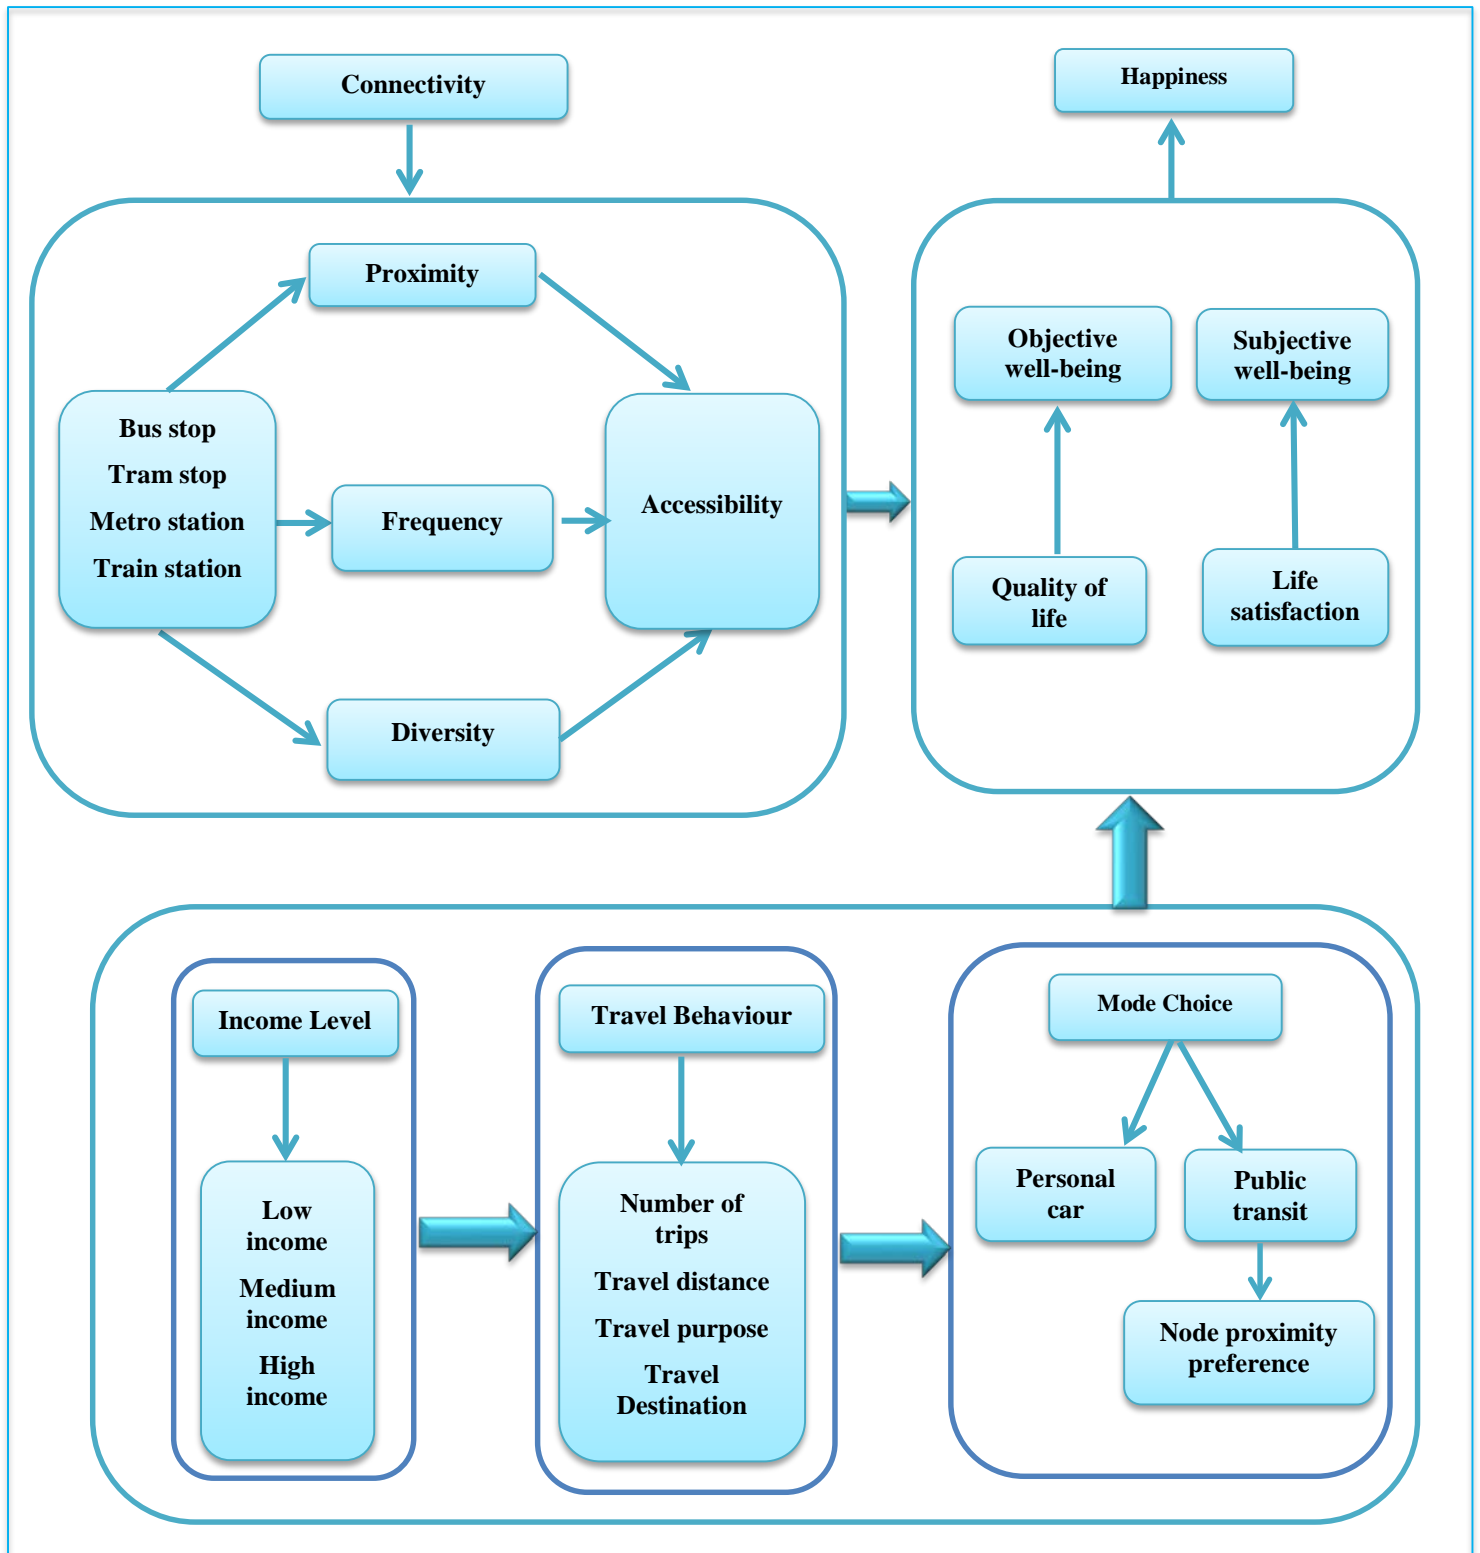 Connectivity
Happiness
Proximity
Objective
well-being
Subjective
well-being
Bus stop
Tram stop
Metro station
Train station
Frequency
Accessibility
Quality of
life
Life
satisfaction
Diversity
Income Level
Travel Behaviour
Mode Choice
Low
income
Medium
income
High
income
Number of
trips
Travel distance
Travel purpose
Travel
Destination
Personal
car
Public
transit
Node proximity
preference